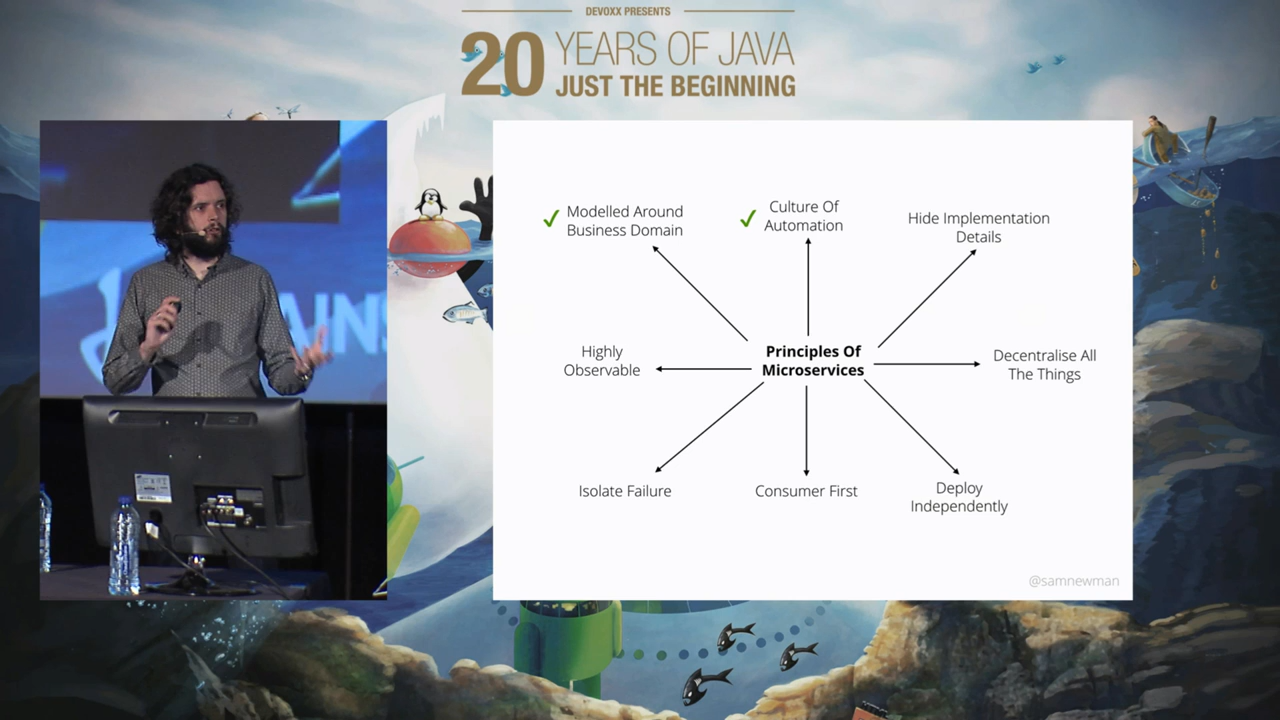 DEVOXX PRESENTS
20 YEARS OF JAVA
JUST THE BEGINNING
✓ Modelled Around
Business Domain
✓ Culture Of
Automation
Hide Implementation
Details
Highly
Observable
Principles Of
Microservices
Decentralise All
The Things
Isolate Failure
Consumer First
Deploy
Independently
@samnewman